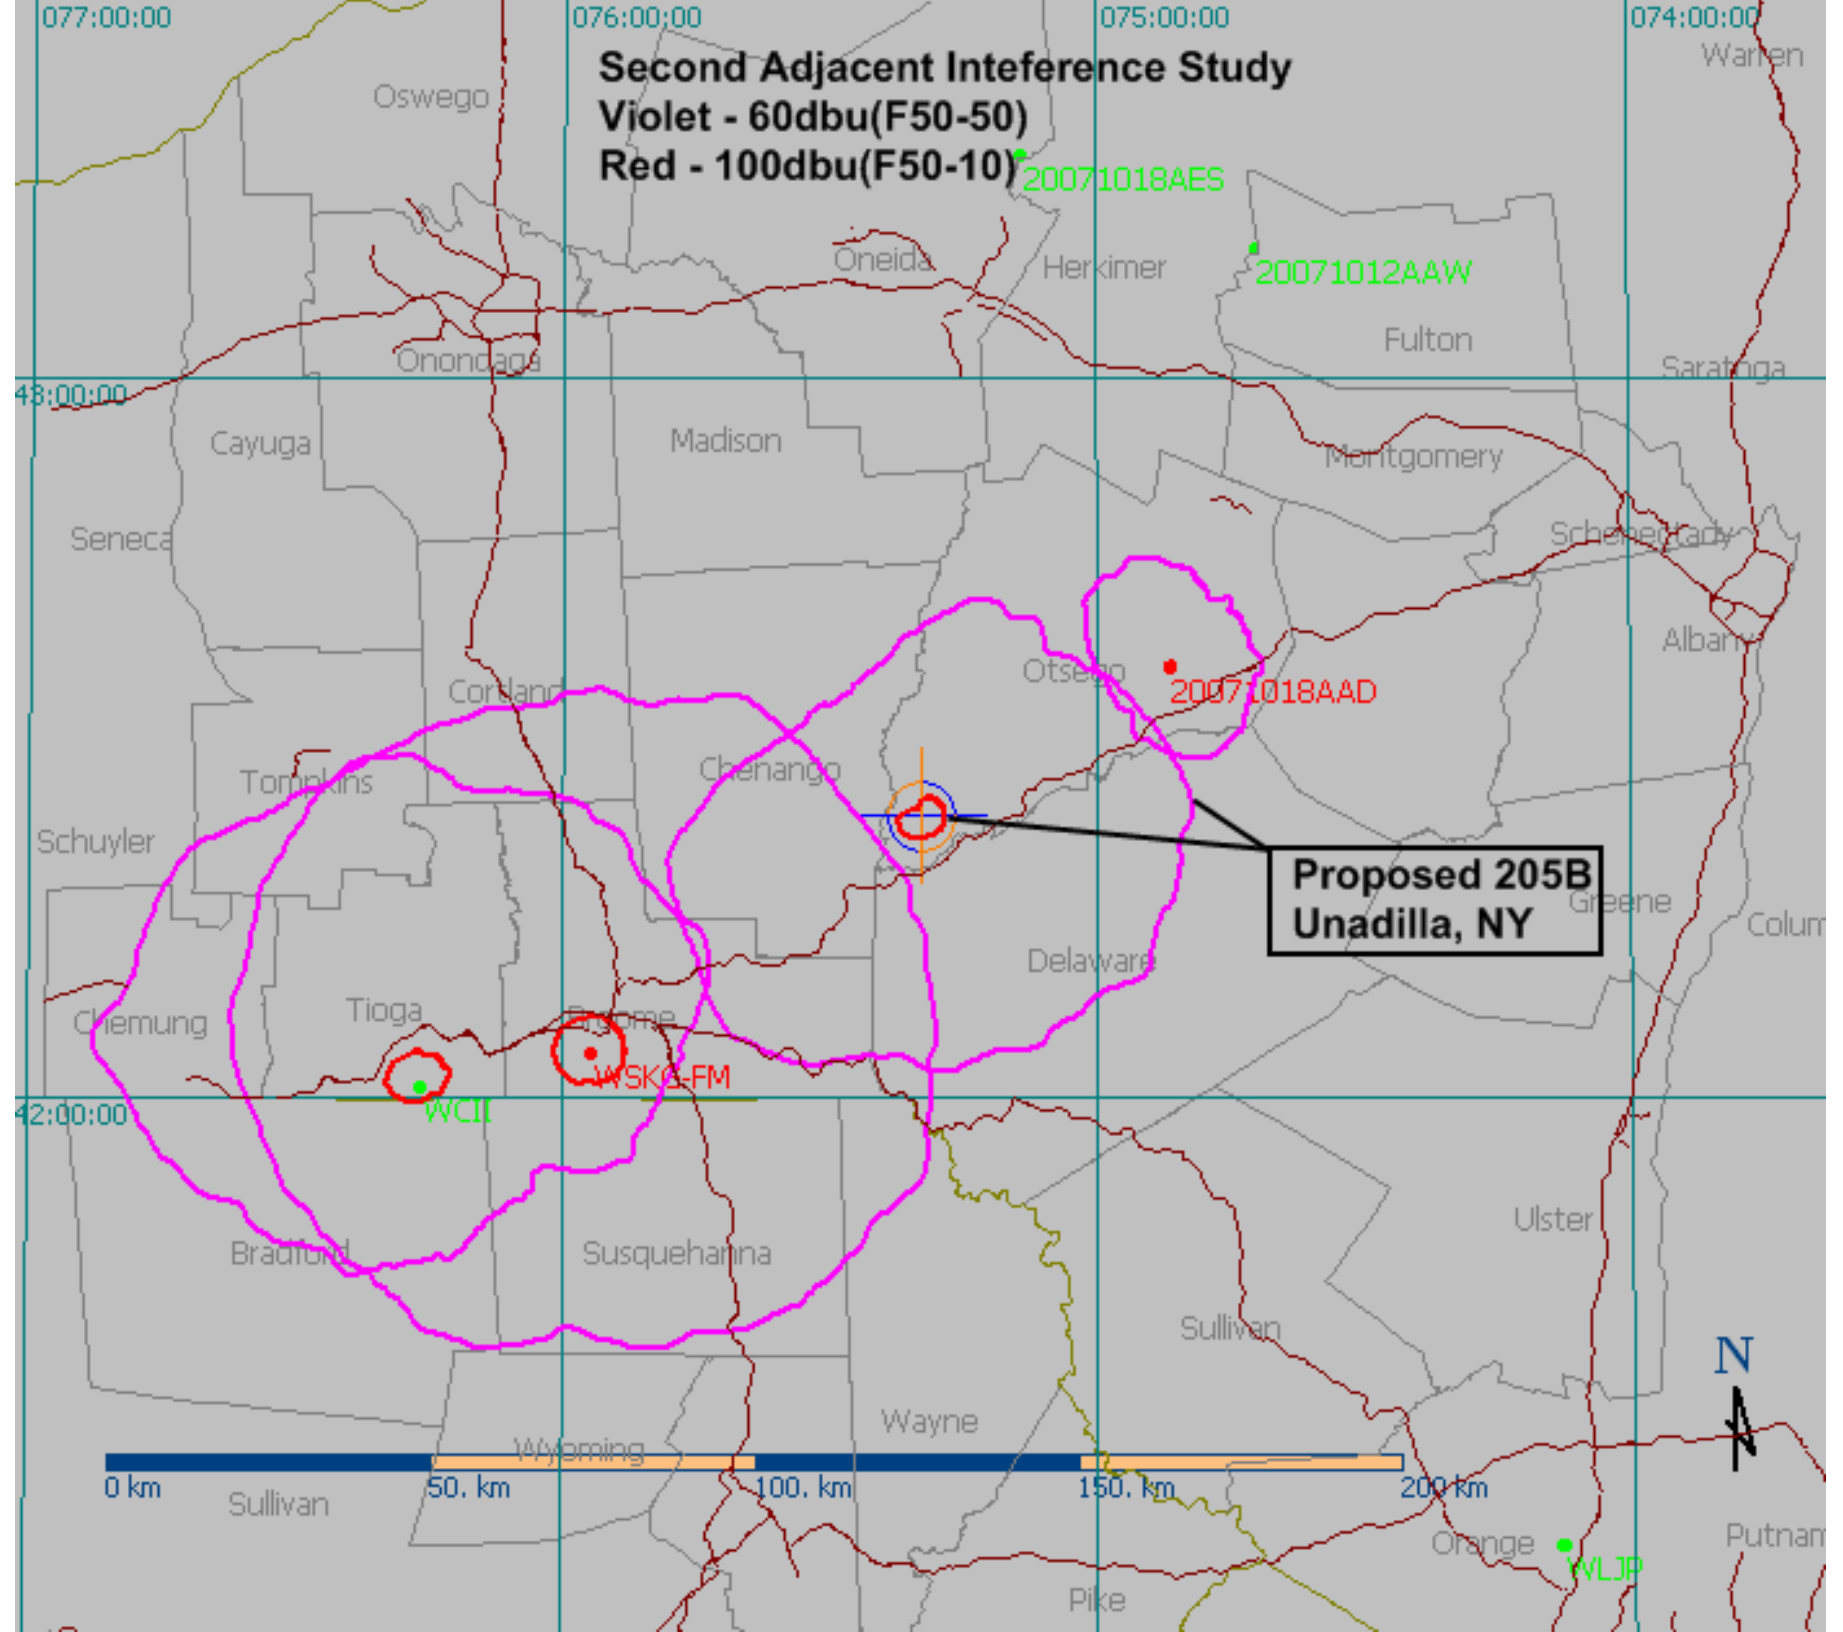 077:00:00
076:00:00
075:00:00
074:00:00
Warren
Second Adjacent Inteference Study
Oswego
Violet - 60dbu(F50-50)
Red - 100dbu(F50-10)
20071018AES
Oneida
Herkimer
20071012AAW
Fulton
Onondaga
Saratoga
43:00:00
Cayuga
Madison
Montgomery
Seneca
Schenectady
Albany
Otsego
Cortland
20071018AAD
Chenango
Tompkins
Schuyler
Proposed 205B
Greene
Unadilla, NY
Colum
Delaware
Tioga
Broome
Chemung
WSKG-FM
WCII
42:00:00
Ulster
Bradford
Susquehanna
Sullivan
N
Wayne
Wyoming
0 km
50. km
100. km
150. km
200 km
Sullivan
Orange
Putnam
WLJP
Pike